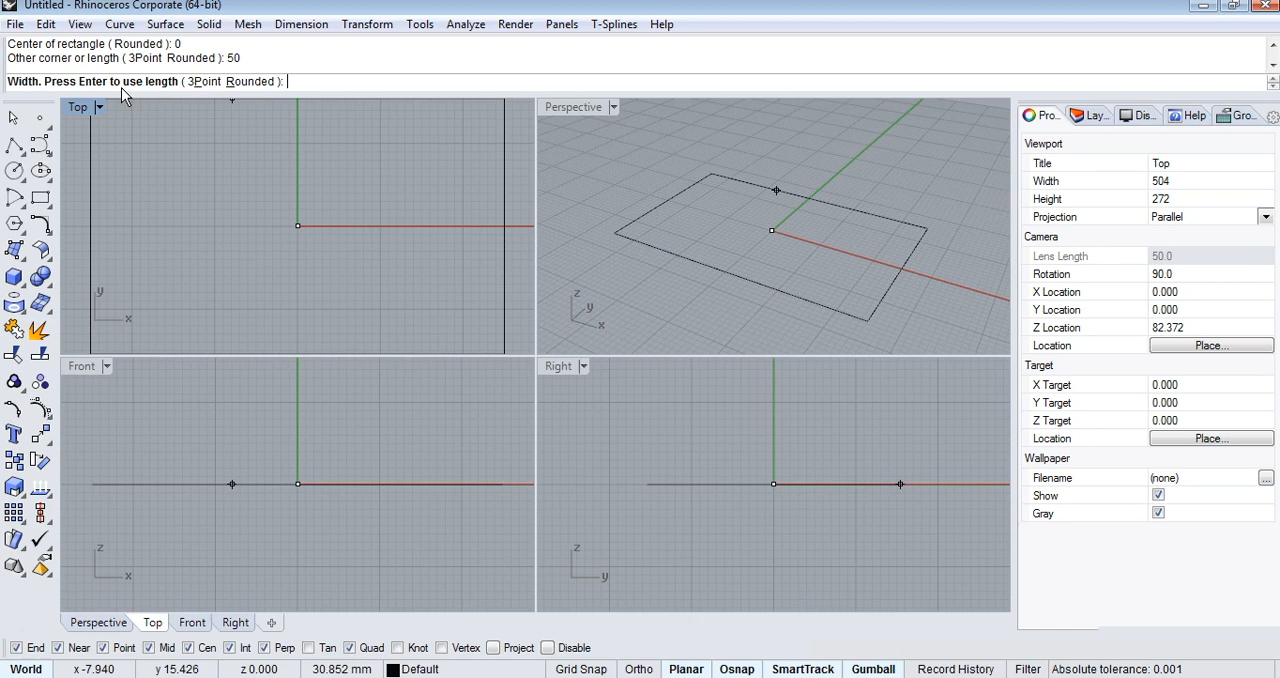 Untitled - Rhinoceros Corporate (64-bit)
File Edit View Curve Surface Solid Mesh Dimension Transform Tools Analyze Render Panels T-Splines Help
Center of rectangle ( Rounded ): 0
Other corner or length ( 3Point Rounded ): 50
Width. Press Enter to use length ( 3Point Rounded ):
Top
Perspective
Pro... Lay... Dis... Help Gro...
Viewport
Title Top
Width 504
Height 272
Projection Parallel
Camera
Lens Length 50.0
Rotation 90.0
X Location 0.000
Y Location 0.000
Z Location 82.372
Location Place...
Target
X Target 0.000
Y Target 0.000
Z Target 0.000
Location Place...
Wallpaper
Filename (none) ...
Show
Gray
y
x
z
y
x
Front
Right
z
x
z
y
Perspective Top Front Right
End Near Point Mid Cen Int Perp Tan Quad Knot Vertex Project Disable
World x -7.940 y 15.426 z 0.000 30.852 mm Default Grid Snap Ortho Planar Osnap SmartTrack Gumball Record History Filter Absolute tolerance: 0.001